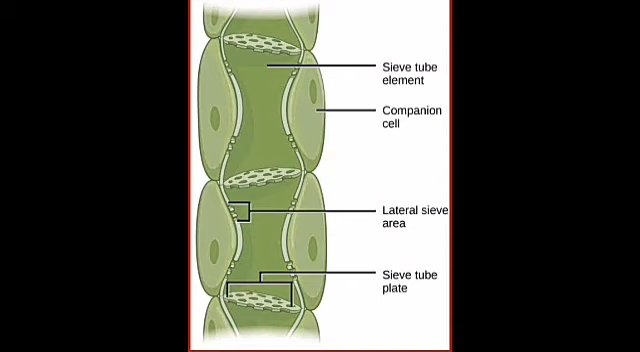 Sieve tube
element
Companion
cell
Lateral sieve
area
Sieve tube
plate